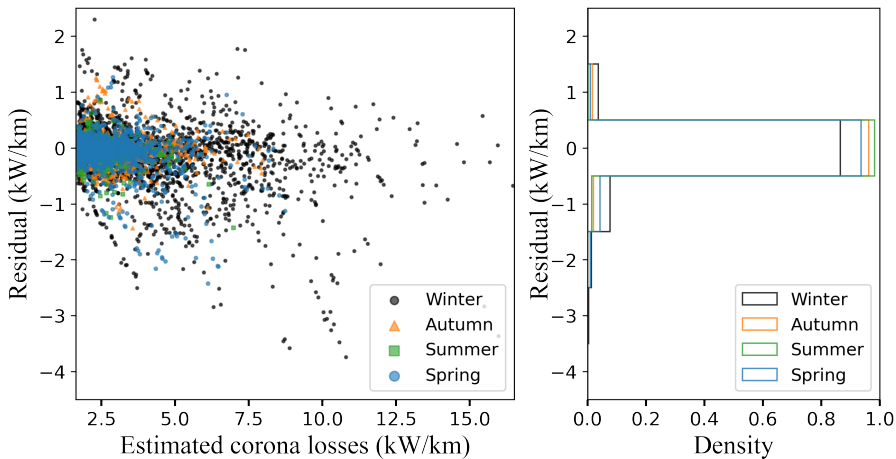 Residual (kW/km)
2
1
0
−1
−2
−3
−4
Winter
Autumn
Summer
Spring
2.5 5.0 7.5 10.0 12.5 15.0
Estimated corona losses (kW/km)
Residual (kW/km)
2
1
0
−1
−2
−3
−4
Winter
Autumn
Summer
Spring
0.0 0.2 0.4 0.6 0.8 1.0
Density